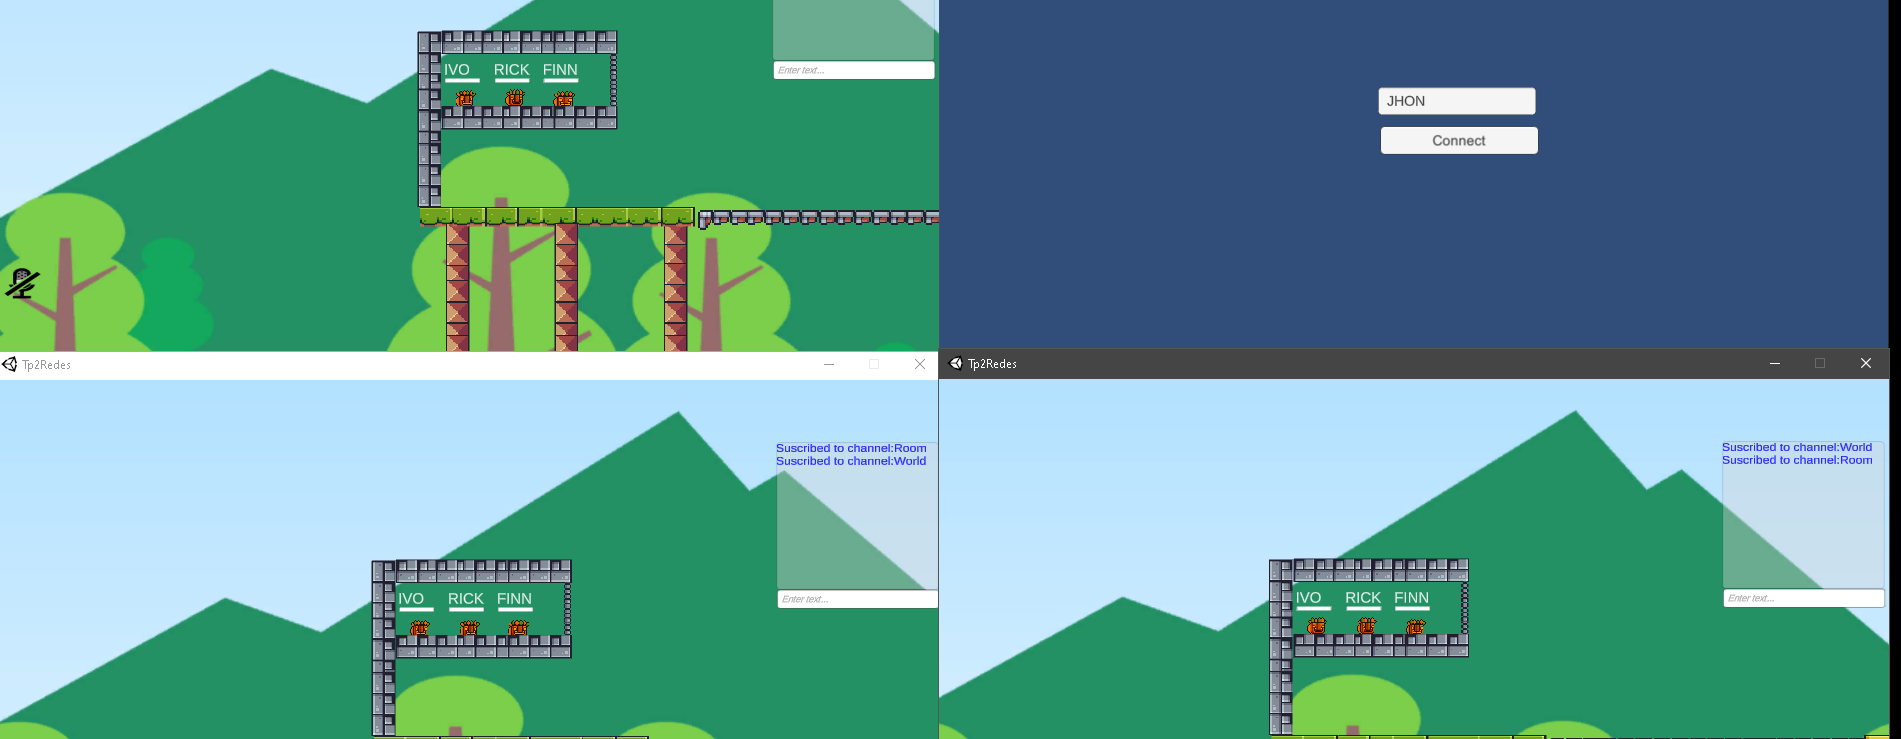 IVO RICK FINN
Enter text...
JHON
Connect
Tp2Redes
Suscribed to channel:Room
Suscribed to channel:World
IVO RICK FINN
Enter text...
Tp2Redes
Suscribed to channel:World
Suscribed to channel:Room
IVO RICK FINN
Enter text...